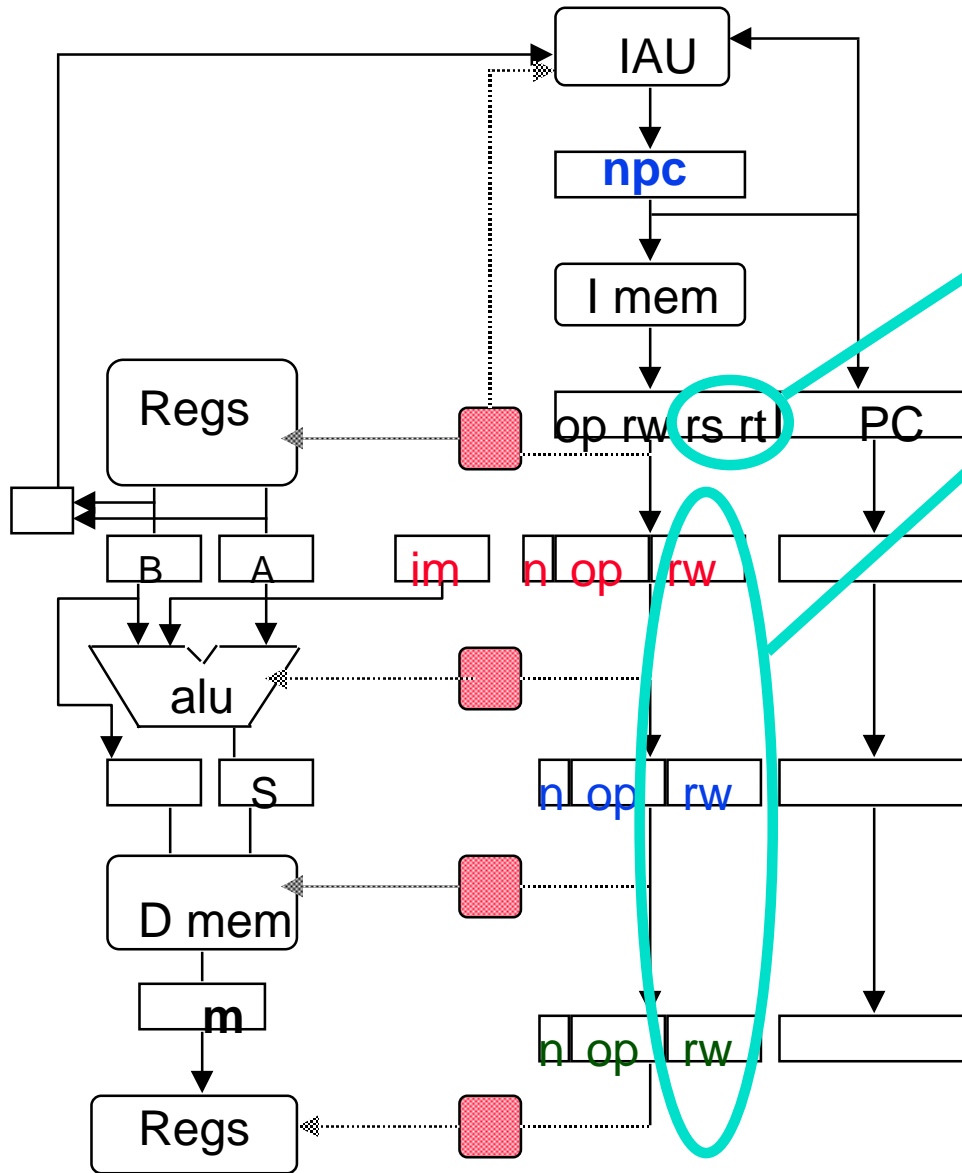 IAU
npc
I mem
Regs
op rw rs rt PC
B A im n op rw
alu
S n op rw
D mem
m
n op rw
Regs